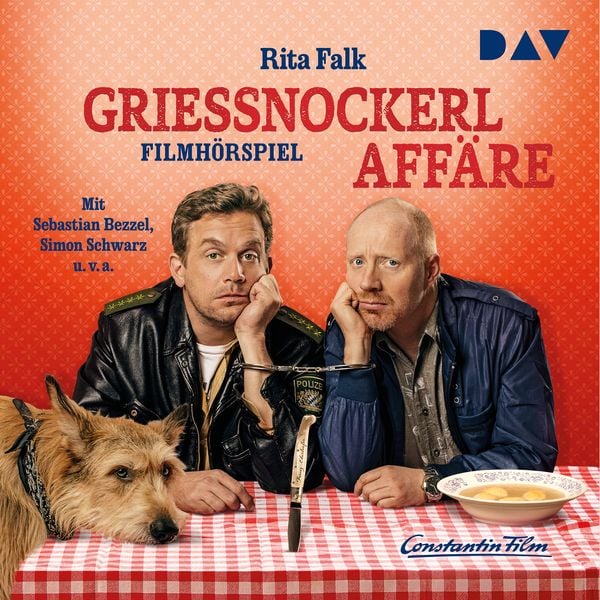 DAV
Rita Falk
GRIESSNOCKERL
FILMHÖRSPIEL
AFFÄRE
Mit
Sebastian Bezzel,
Simon Schwarz
u. v. a.
POLIZEI
Constantin Film